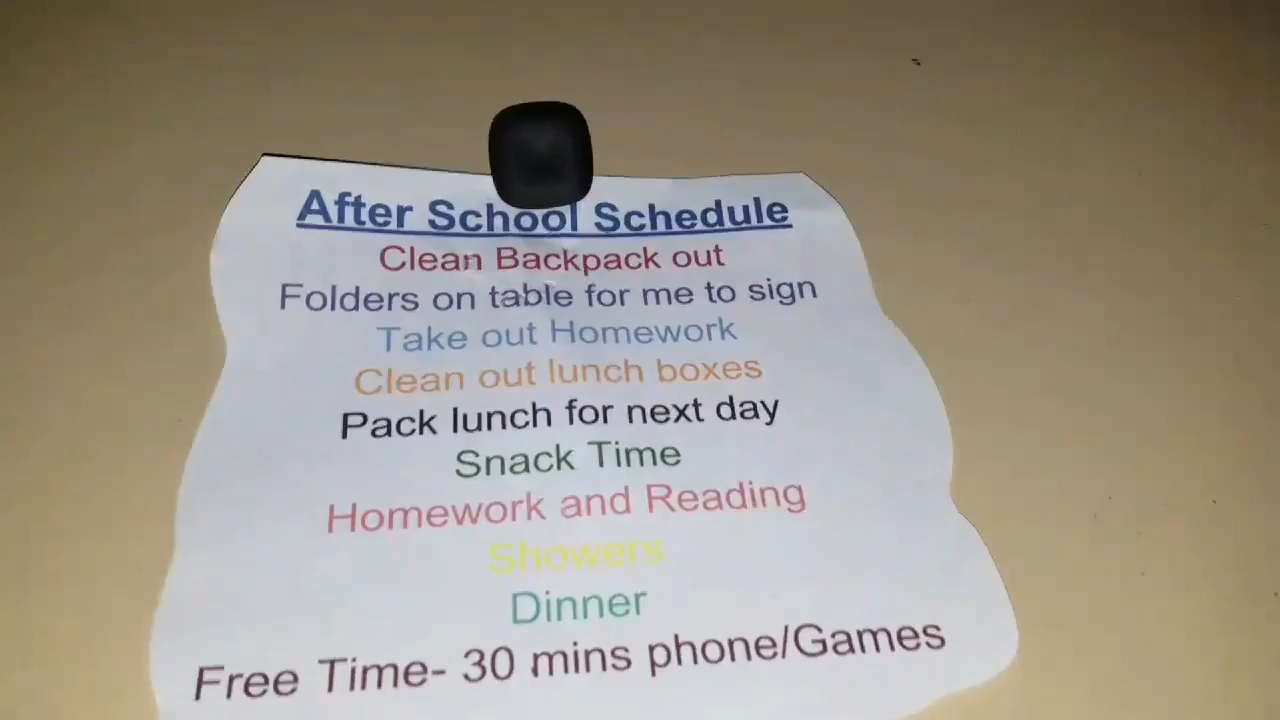 After School Schedule
Clean Backpack out
Folders on table for me to sign
Take out Homework
Clean out lunch boxes
Pack lunch for next day
Snack Time
Homework and Reading
Showers
Dinner
Free Time- 30 mins phone/Games